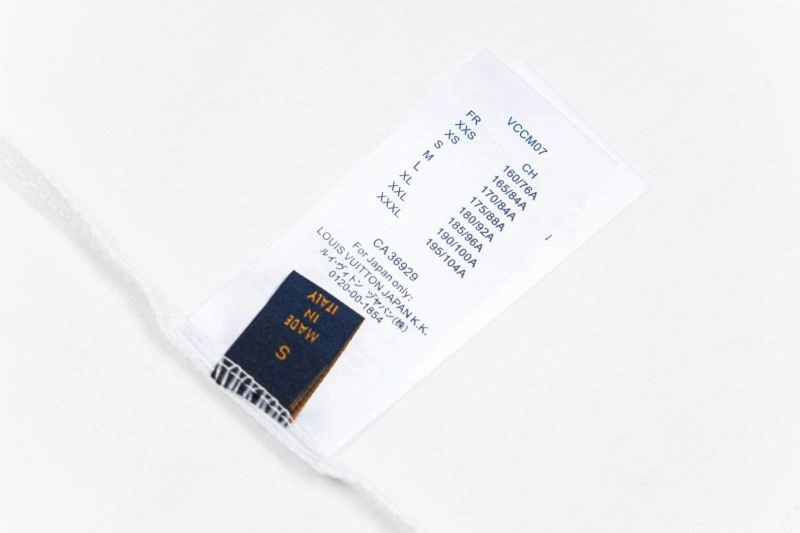 VCCM07
FR CH
XXS 160/76A
XS 165/84A
S 170/84A
M 175/88A
L 180/92A
XL 185/96A
XXL 190/100A
XXXL 195/104A
CA 36929
For Japan only:
LOUIS VUITTON JAPAN K.K.
ルイ・ヴィトン ジャパン(株)
0120-00-1854
S
MADE
IN
ITALY